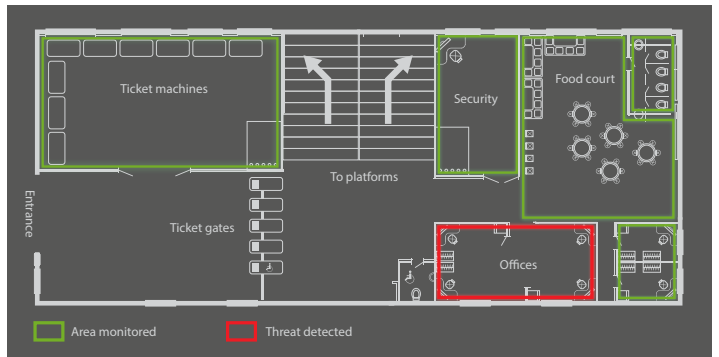 Ticket machines
Food court
Security
To platforms
Entrance
Ticket gates
Offices
Area monitored
Threat detected